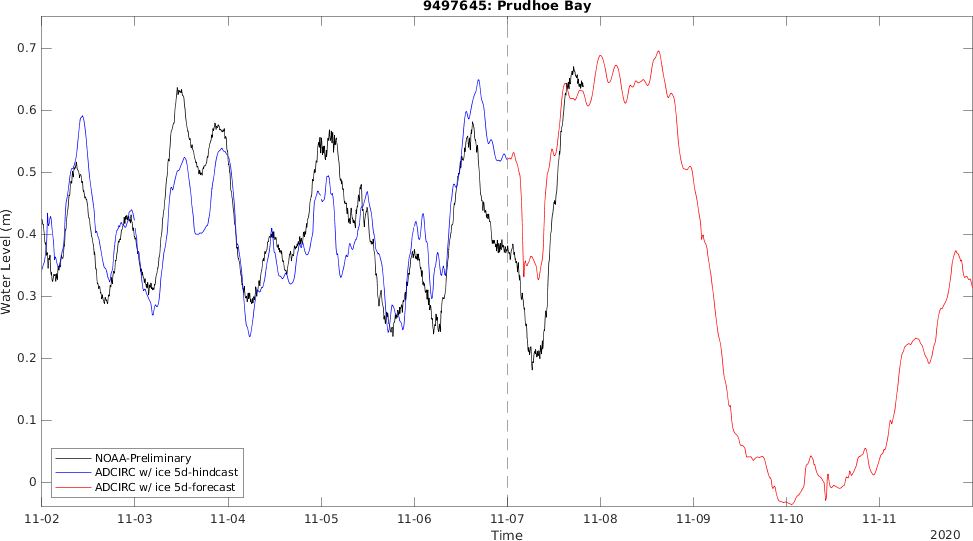 9497645: Prudhoe Bay
Water Level (m)
0.7
0.6
0.5
0.4
0.3
0.2
0.1
0
NOAA-Preliminary
ADCIRC w/ ice 5d-hindcast
ADCIRC w/ ice 5d-forecast
11-02 11-03 11-04 11-05 11-06 11-07 11-08 11-09 11-10 11-11
Time
2020